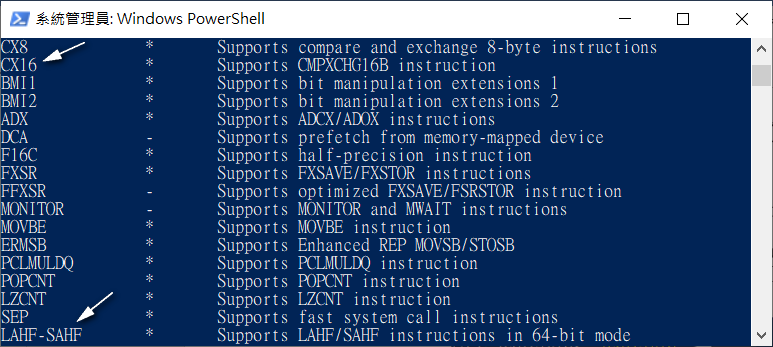 系統管理員: Windows PowerShell
CX8 * Supports compare and exchange 8-byte instructions
CX16 * Supports CMPXCHG16B instruction
BMI1 * Supports bit manipulation extensions 1
BMI2 * Supports bit manipulation extensions 2
ADX * Supports ADCX/ADOX instructions
DCA - Supports prefetch from memory-mapped device
F16C * Supports half-precision instruction
FXSR * Supports FXSAVE/FXSTOR instructions
FFXSR - Supports optimized FXSAVE/FSRSTOR instruction
MONITOR - Supports MONITOR and MWAIT instructions
MOVBE * Supports MOVBE instruction
ERMSB * Supports Enhanced REP MOVSB/STOSB
PCLMULDQ * Supports PCLMULDQ instruction
POPCNT * Supports POPCNT instruction
LZCNT * Supports LZCNT instruction
SEP * Supports fast system call instructions
LAHF-SAHF * Supports LAHF/SAHF instructions in 64-bit mode